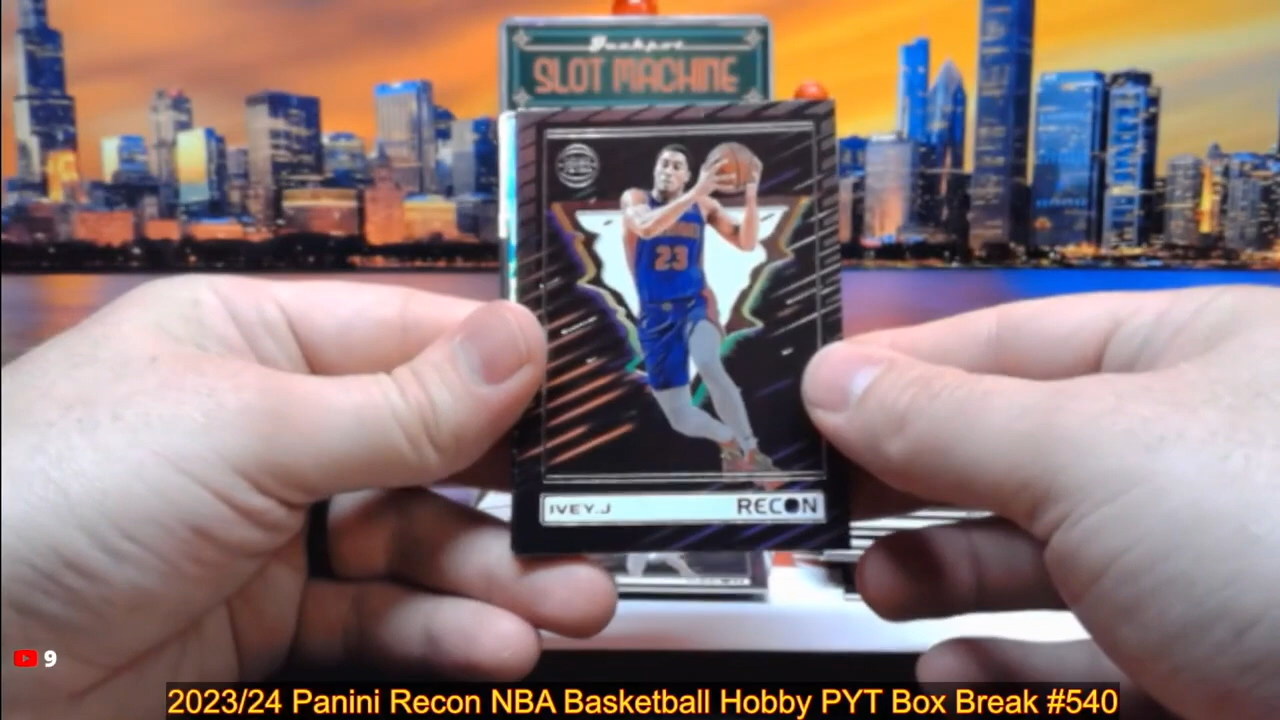 Jackpot
SLOT MACHINE
23
IVEY.J
RECON
9
2023/24 Panini Recon NBA Basketball Hobby PYT Box Break #540